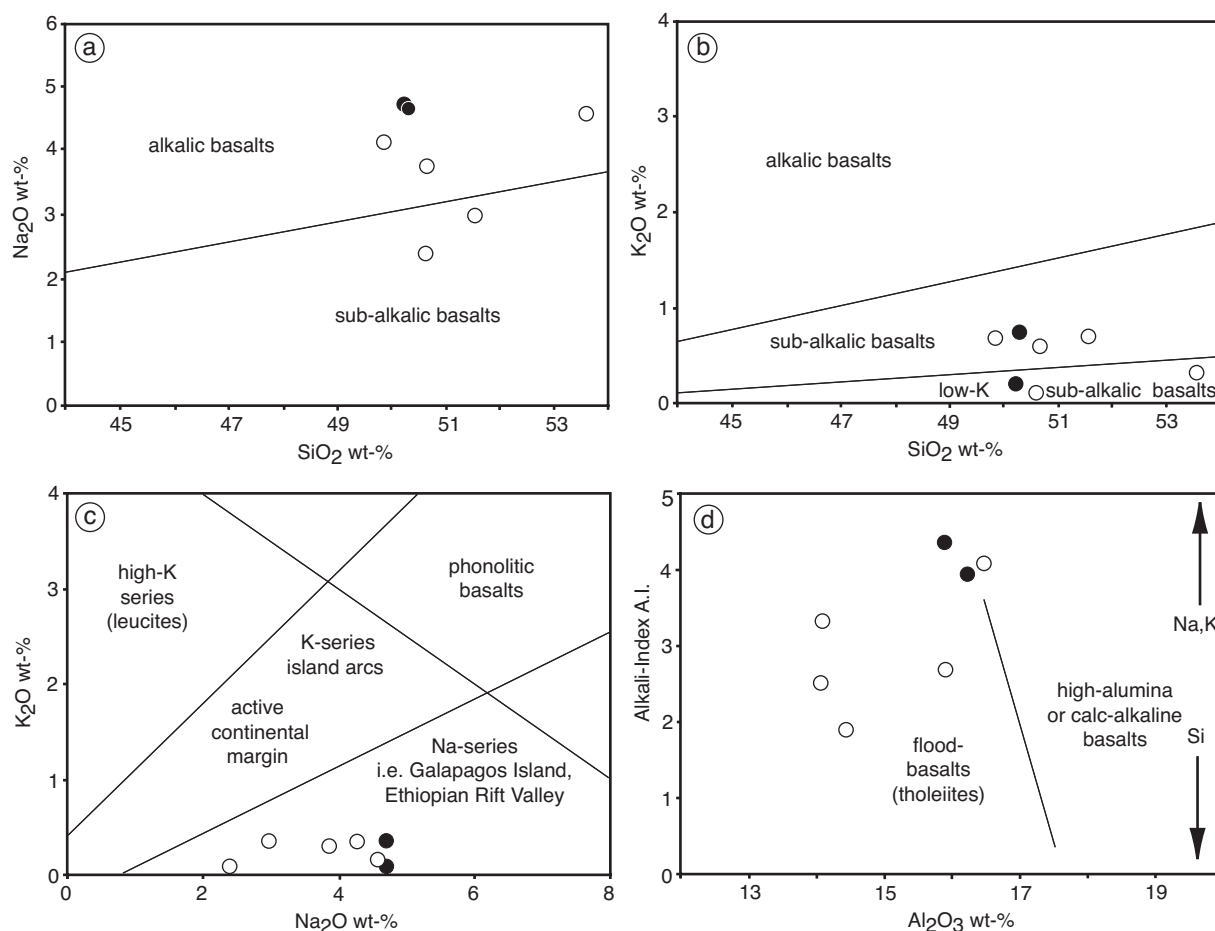 a
6
5
4
3
2
1
0
Na2O wt-%
alkalic basalts
sub-alkalic basalts
45 47 49 51 53
SiO2 wt-%
b
4
3
2
1
0
K2O wt-%
alkalic basalts
sub-alkalic basalts
low-K sub-alkalic basalts
45 47 49 51 53
SiO2 wt-%
c
4
3
2
1
0
K2O wt-%
high-K
series
(leucites)
phonolitic
basalts
K-series
island arcs
active
continental
margin
Na-series
i.e. Galapagos Island,
Ethiopian Rift Valley
0 2 4 6 8
Na2O wt-%
d
5
4
3
2
1
0
Alkali-Index A.I.
Na,K
high-alumina
or calc-alkaline
basalts
Si
flood-
basalts
(tholeiites)
13 15 17 19
Al2O3 wt-%